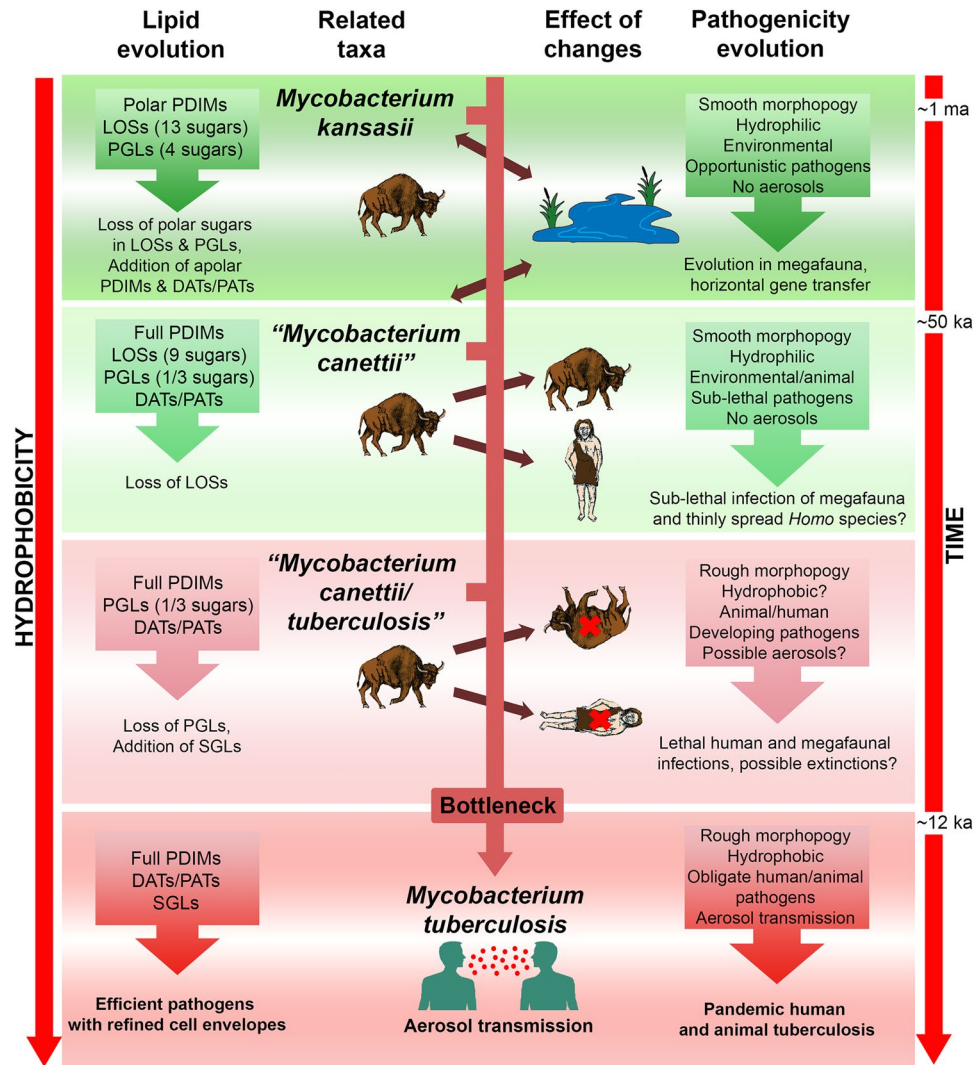 Lipid
evolution
Related
taxa
Effect of
changes
Pathogenicity
evolution
HYDROPHOBICITY
TIME
~1 ma
~50 ka
~12 ka
Polar PDIMs
LOSs (13 sugars)
PGLs (4 sugars)
Loss of polar sugars
in LOSs & PGLs,
Addition of apolar
PDIMs & DATs/PATs
Mycobacterium
kansasii
Smooth morphopogy
Hydrophilic
Environmental
Opportunistic pathogens
No aerosols
Evolution in megafauna,
horizontal gene transfer
Full PDIMs
LOSs (9 sugars)
PGLs (1/3 sugars)
DATs/PATs
Loss of LOSs
“Mycobacterium
canettii”
Smooth morphopogy
Hydrophilic
Environmental/animal
Sub-lethal pathogens
No aerosols
Sub-lethal infection of megafauna
and thinly spread Homo species?
Full PDIMs
PGLs (1/3 sugars)
DATs/PATs
Loss of PGLs,
Addition of SGLs
“Mycobacterium
canettii/
tuberculosis”
Rough morphopogy
Hydrophobic?
Animal/human
Developing pathogens
Possible aerosols?
Lethal human and megafaunal
infections, possible extinctions?
Bottleneck
Full PDIMs
DATs/PATs
SGLs
Efficient pathogens
with refined cell envelopes
Mycobacterium
tuberculosis
Aerosol transmission
Rough morphopogy
Hydrophobic
Obligate human/animal
pathogens
Aerosol transmission
Pandemic human
and animal tuberculosis